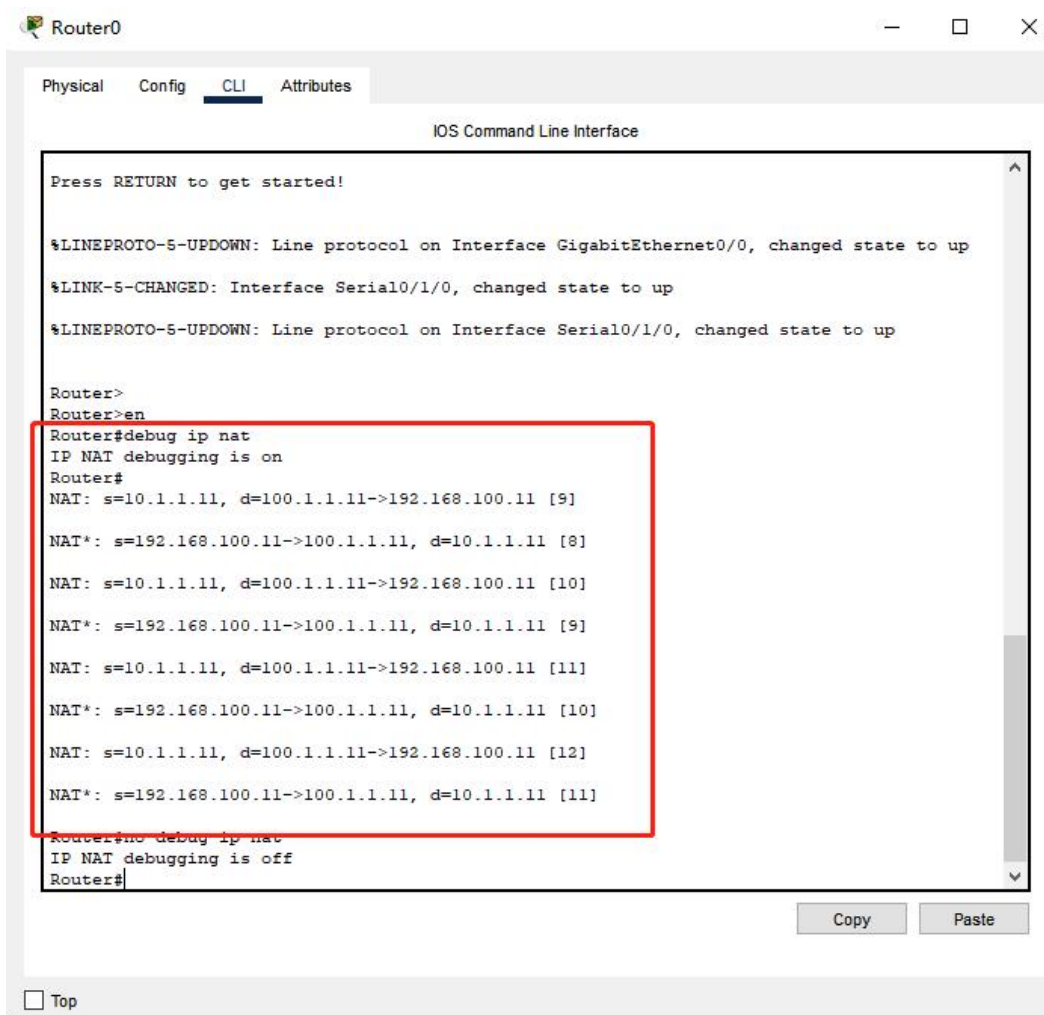 Router0
Physical Config CLI Attributes
IOS Command Line Interface
Press RETURN to get started!
%LINEPROTO-5-UPDOWN: Line protocol on Interface GigabitEthernet0/0, changed state to up
%LINK-5-CHANGED: Interface Serial0/1/0, changed state to up
%LINEPROTO-5-UPDOWN: Line protocol on Interface Serial0/1/0, changed state to up
Router>
Router>en
Router#debug ip nat
IP NAT debugging is on
Router#
NAT: s=10.1.1.11, d=100.1.1.11->192.168.100.11 [9]
NAT*: s=192.168.100.11->100.1.1.11, d=10.1.1.11 [8]
NAT: s=10.1.1.11, d=100.1.1.11->192.168.100.11 [10]
NAT*: s=192.168.100.11->100.1.1.11, d=10.1.1.11 [9]
NAT: s=10.1.1.11, d=100.1.1.11->192.168.100.11 [11]
NAT*: s=192.168.100.11->100.1.1.11, d=10.1.1.11 [10]
NAT: s=10.1.1.11, d=100.1.1.11->192.168.100.11 [12]
NAT*: s=192.168.100.11->100.1.1.11, d=10.1.1.11 [11]
Router#no debug ip nat
IP NAT debugging is off
Router#
Copy Paste
Top